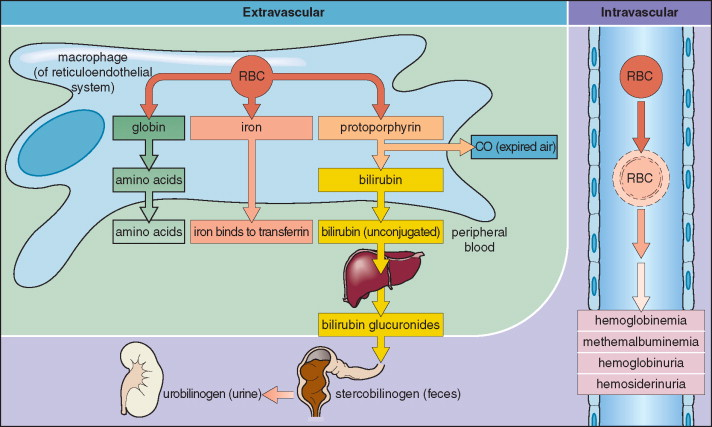 Extravascular
Intravascular
macrophage
(of reticuloendothelial
system)
RBC
globin
iron
protoporphyrin
CO (expired air)
amino acids
bilirubin
amino acids
iron binds to transferrin
bilirubin (unconjugated)
peripheral
blood
bilirubin glucuronides
urobilinogen (urine)
stercobilinogen (feces)
RBC
RBC
hemoglobinemia
methemalbuminemia
hemoglobinuria
hemosiderinuria